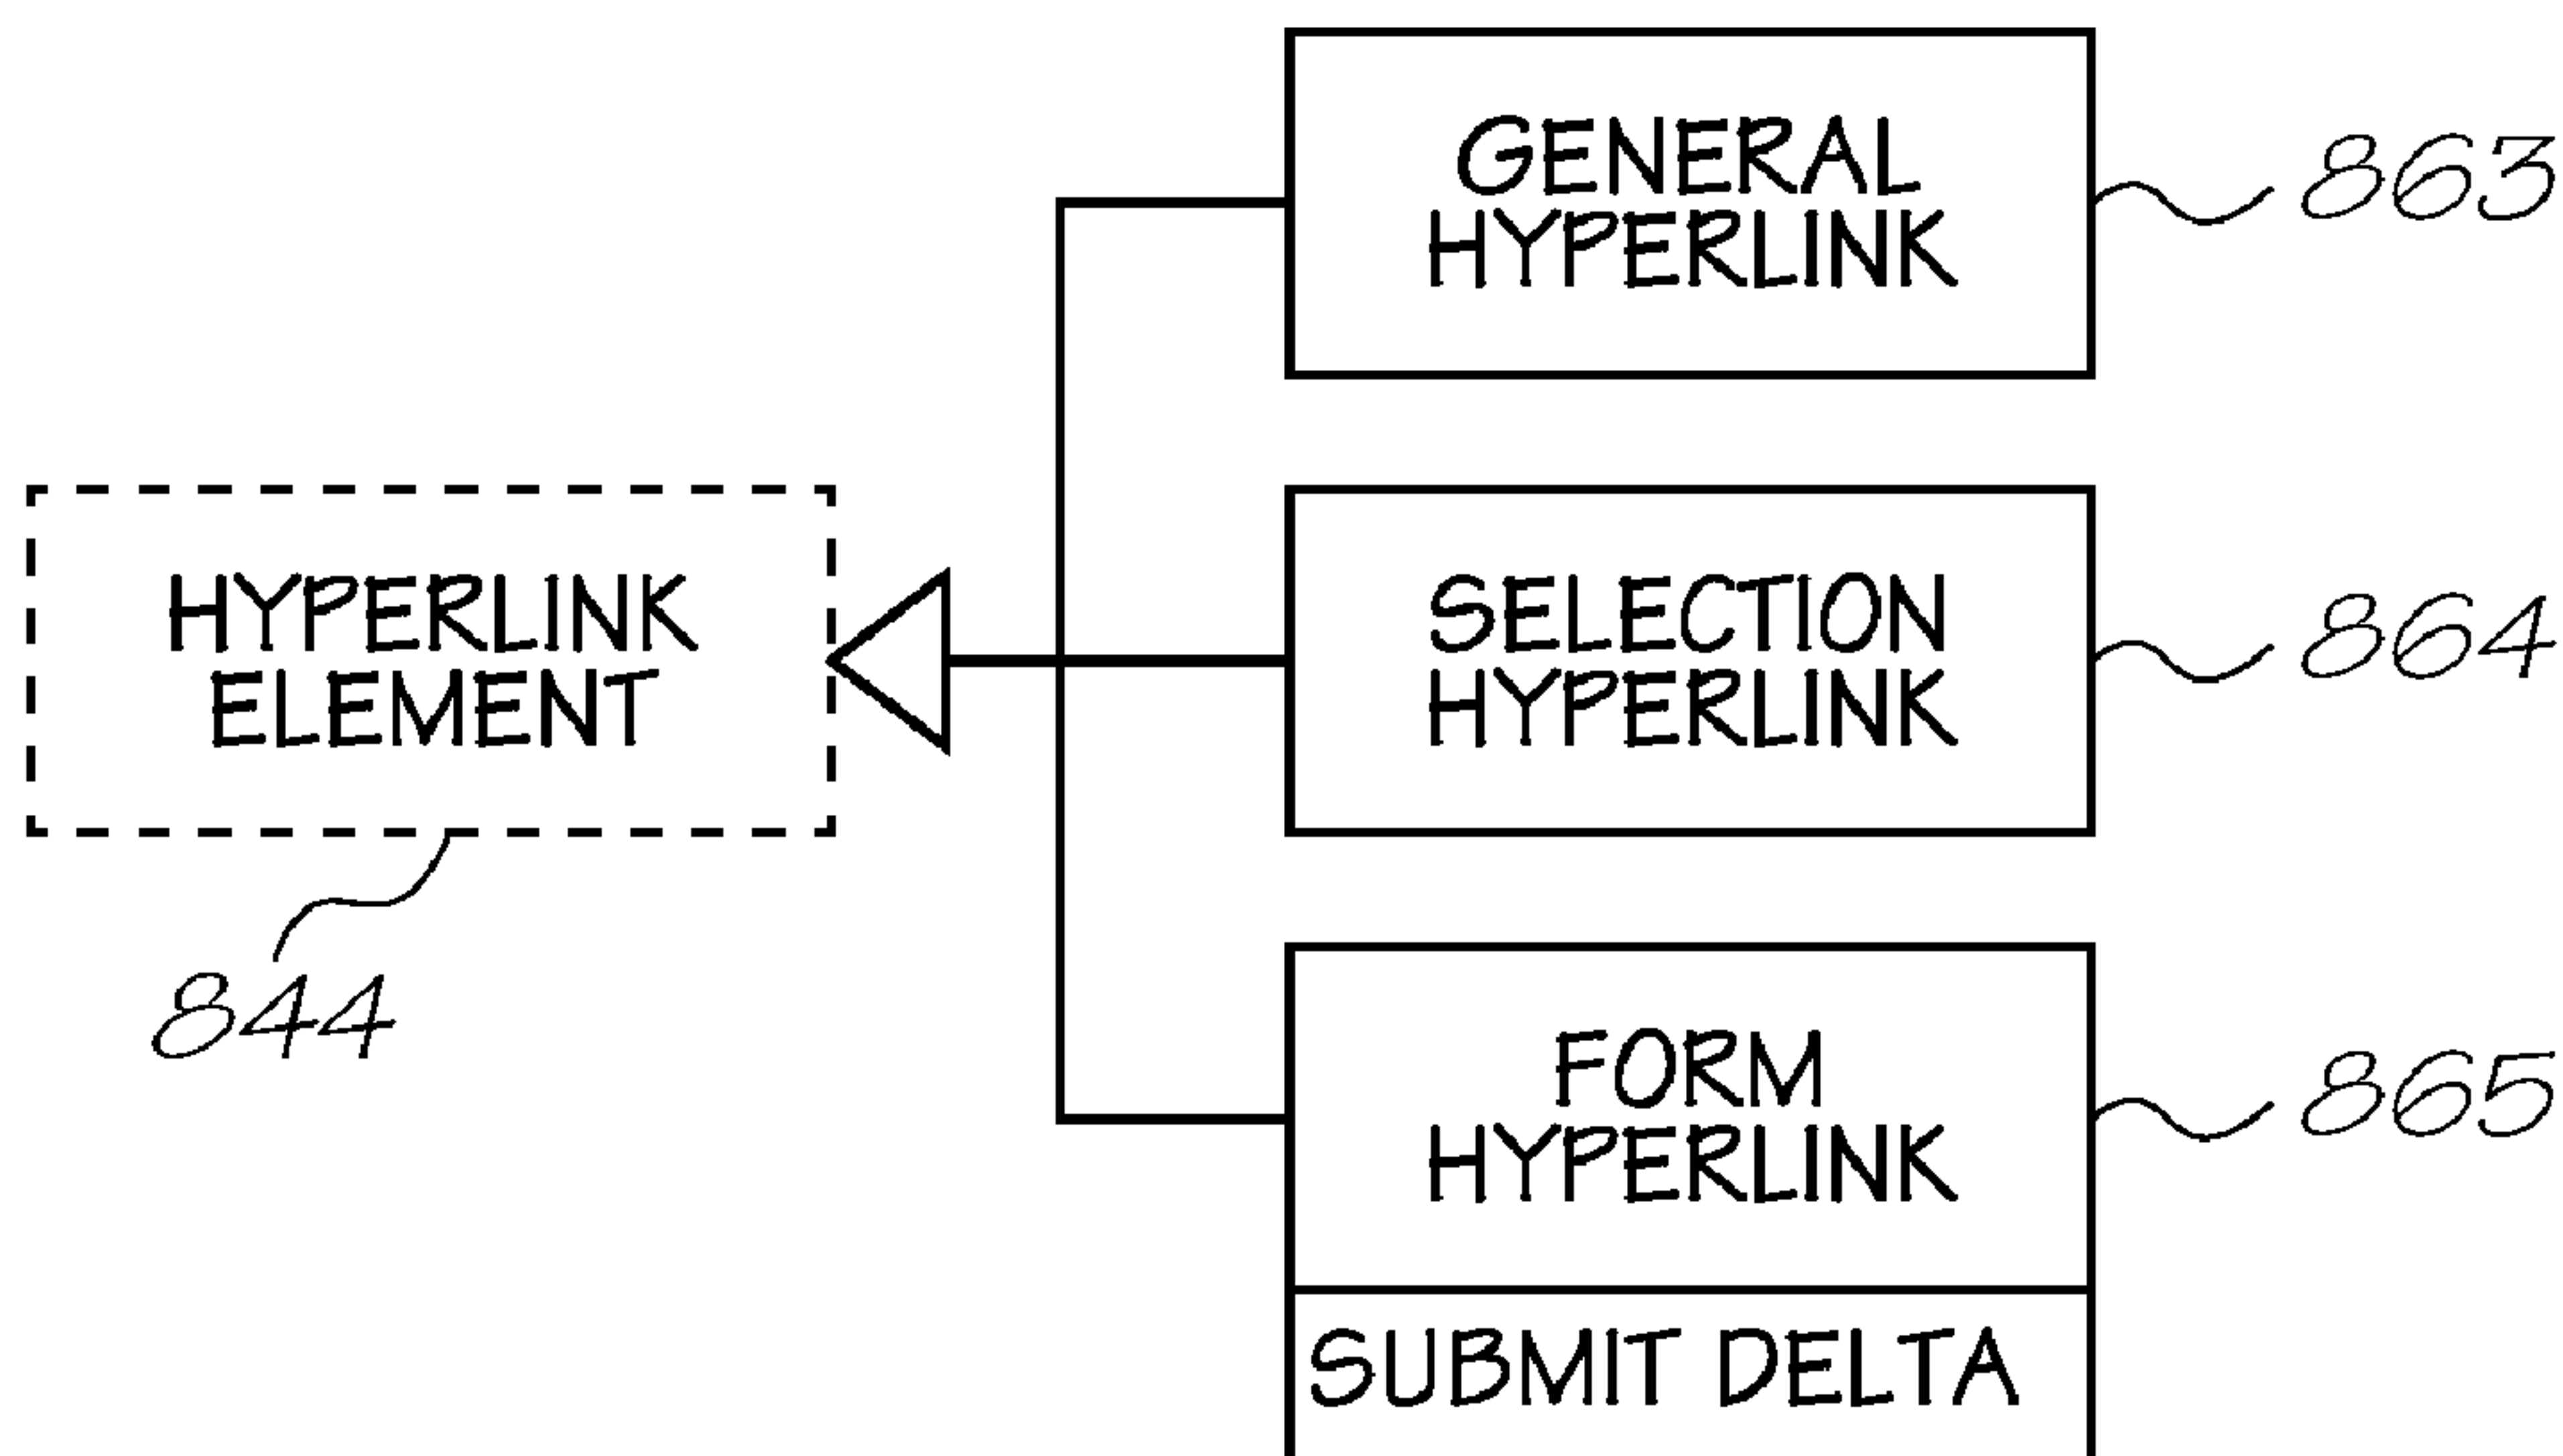 GENERAL
HYPERLINK
863
HYPERLINK
ELEMENT
844
SELECTION
HYPERLINK
864
FORM
HYPERLINK
865
SUBMIT DELTA